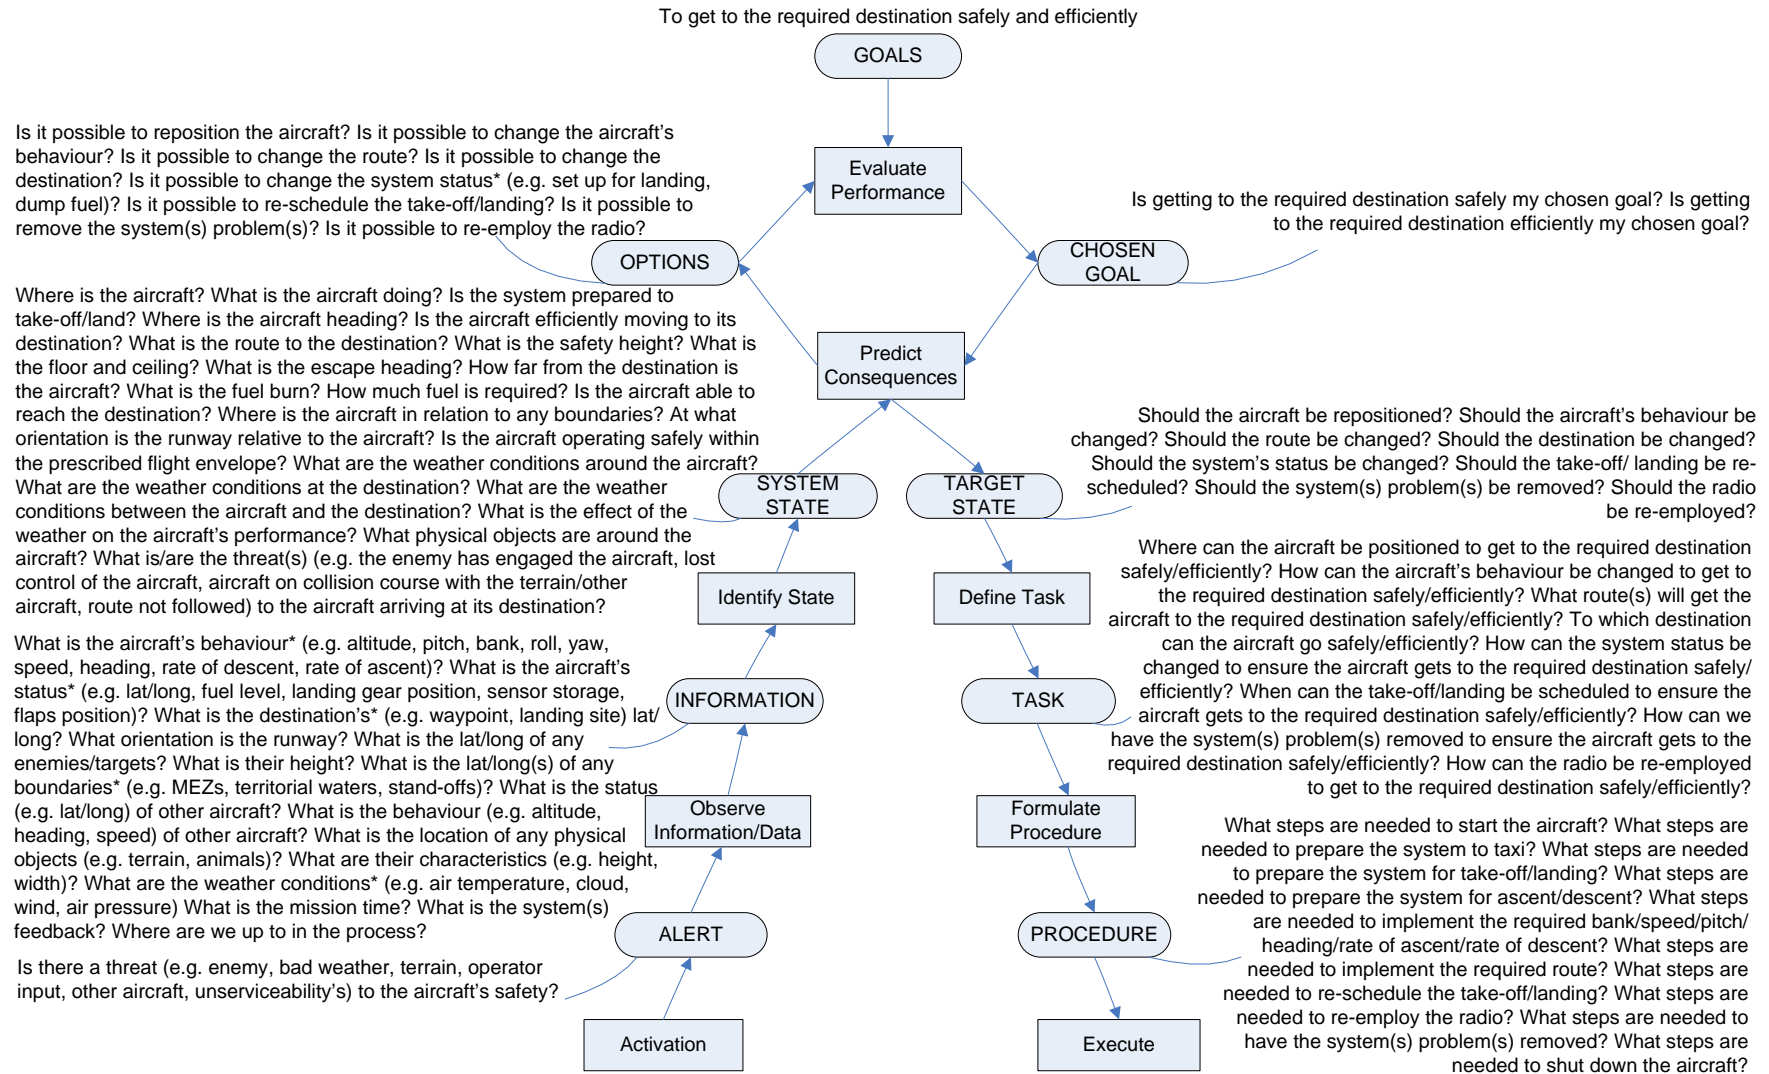 To get to the required destination safely and efficiently
GOALS
Evaluate
Performance
Is it possible to reposition the aircraft? Is it possible to change the aircraft's
behaviour? Is it possible to change the route? Is it possible to change the
destination? Is it possible to change the system status* (e.g. set up for landing,
dump fuel)? Is it possible to re-schedule the take-off/landing? Is it possible to
remove the system(s) problem(s)? Is it possible to re-employ the radio?
OPTIONS
Is getting to the required destination safely my chosen goal? Is getting
to the required destination efficiently my chosen goal?
CHOSEN
GOAL
Predict
Consequences
Where is the aircraft? What is the aircraft doing? Is the system prepared to
take-off/land? Where is the aircraft heading? Is the aircraft efficiently moving to its
destination? What is the route to the destination? What is the safety height? What is
the floor and ceiling? What is the escape heading? How far from the destination is
the aircraft? What is the fuel burn? How much fuel is required? Is the aircraft able to
reach the destination? Where is the aircraft in relation to any boundaries? At what
orientation is the runway relative to the aircraft? Is the aircraft operating safely within
the prescribed flight envelope? What are the weather conditions around the aircraft?
What are the weather conditions at the destination? What are the weather
conditions between the aircraft and the destination? What is the effect of the
weather on the aircraft's performance? What physical objects are around the
aircraft? What is/are the threat(s) (e.g. the enemy has engaged the aircraft, lost
control of the aircraft, aircraft on collision course with the terrain/other
aircraft, route not followed) to the aircraft arriving at its destination?
SYSTEM
STATE
TARGET
STATE
Should the aircraft be repositioned? Should the aircraft's behaviour be
changed? Should the route be changed? Should the destination be changed?
Should the system's status be changed? Should the take-off/ landing be re-
scheduled? Should the system(s) problem(s) be removed? Should the radio
be re-employed?
Identify State
Define Task
Where can the aircraft be positioned to get to the required destination
safely/efficiently? How can the aircraft's behaviour be changed to get to
the required destination safely/efficiently? What route(s) will get the
aircraft to the required destination safely/efficiently? To which destination
can the aircraft go safely/efficiently? How can the system status be
changed to ensure the aircraft gets to the required destination safely/
efficiently? When can the take-off/landing be scheduled to ensure the
aircraft gets to the required destination safely/efficiently? How can we
have the system(s) problem(s) removed to ensure the aircraft gets to the
required destination safely/efficiently? How can the radio be re-employed
to get to the required destination safely/efficiently?
What is the aircraft's behaviour* (e.g. altitude, pitch, bank, roll, yaw,
speed, heading, rate of descent, rate of ascent)? What is the aircraft's
status* (e.g. lat/long, fuel level, landing gear position, sensor storage,
flaps position)? What is the destination's* (e.g. waypoint, landing site) lat/
long? What orientation is the runway? What is the lat/long of any
enemies/targets? What is their height? What is the lat/long(s) of any
boundaries* (e.g. MEZs, territorial waters, stand-offs)? What is the status
(e.g. lat/long) of other aircraft? What is the behaviour (e.g. altitude,
heading, speed) of other aircraft? What is the location of any physical
objects (e.g. terrain, animals)? What are their characteristics (e.g. height,
width)? What are the weather conditions* (e.g. air temperature, cloud,
wind, air pressure) What is the mission time? What is the system(s)
feedback? Where are we up to in the process?
INFORMATION
TASK
Observe
Information/Data
Formulate
Procedure
What steps are needed to start the aircraft? What steps are
needed to prepare the system to taxi? What steps are needed
to prepare the system for take-off/landing? What steps are
needed to prepare the system for ascent/descent? What steps
are needed to implement the required bank/speed/pitch/
heading/rate of ascent/rate of descent? What steps are
needed to implement the required route? What steps are
needed to re-schedule the take-off/landing? What steps are
needed to re-employ the radio? What steps are needed to
have the system(s) problem(s) removed? What steps are
needed to shut down the aircraft?
ALERT
PROCEDURE
Is there a threat (e.g. enemy, bad weather, terrain, operator
input, other aircraft, unserviceability's) to the aircraft's safety?
Activation
Execute